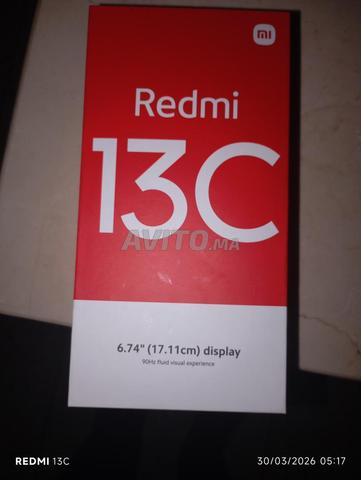 mi
Redmi
13C
AVITO.MA
6.74" (17.11cm) display
90Hz fluid visual experience
REDMI 13C
30/03/2026 05:17